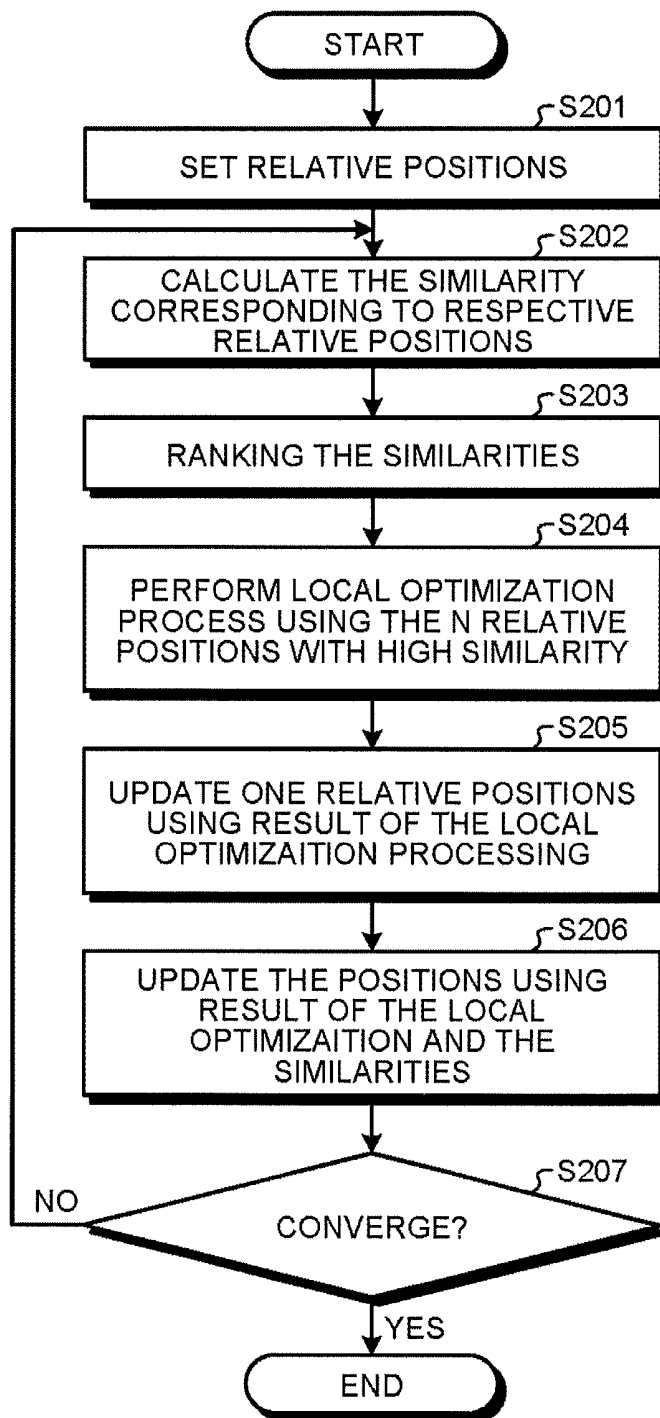 START
S201
SET RELATIVE POSITIONS
S202
CALCULATE THE SIMILARITY
CORRESPONDING TO RESPECTIVE
RELATIVE POSITIONS
S203
RANKING THE SIMILARITIES
S204
PERFORM LOCAL OPTIMIZATION
PROCESS USING THE N RELATIVE
POSITIONS WITH HIGH SIMILARITY
S205
UPDATE ONE RELATIVE POSITIONS
USING RESULT OF THE LOCAL
OPTIMIZAITION PROCESSING
S206
UPDATE THE POSITIONS USING
RESULT OF THE LOCAL
OPTIMIZAITION AND THE
SIMILARITIES
S207
NO
CONVERGE?
YES
END